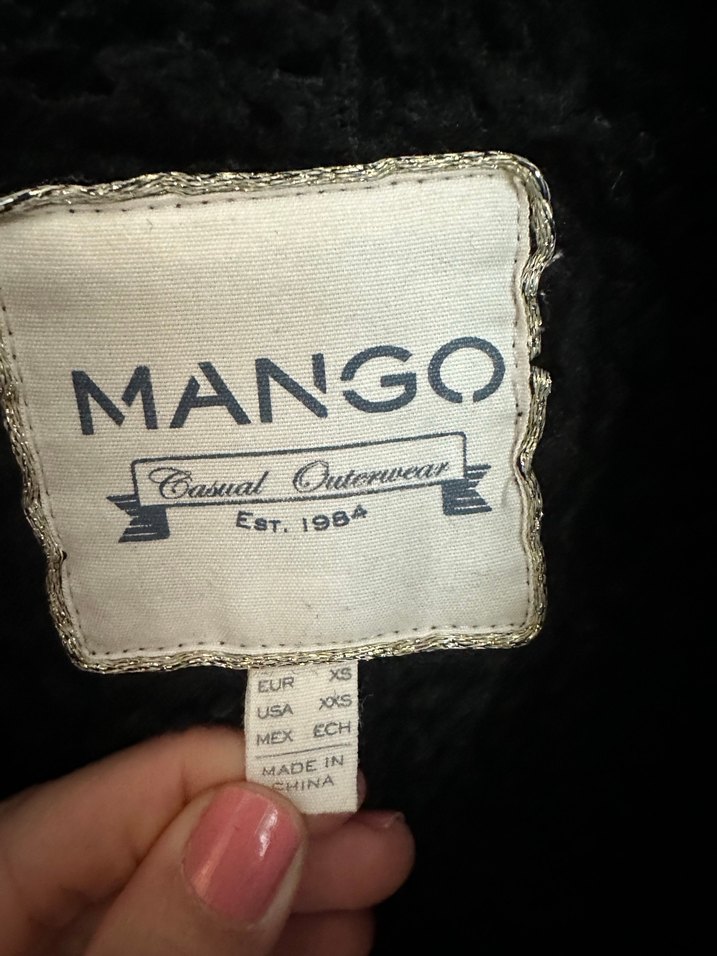 MANGO
Casual Outerwear
EST. 1984
EUR XS
USA XXS
MEX ECH
MADE IN
CHINA